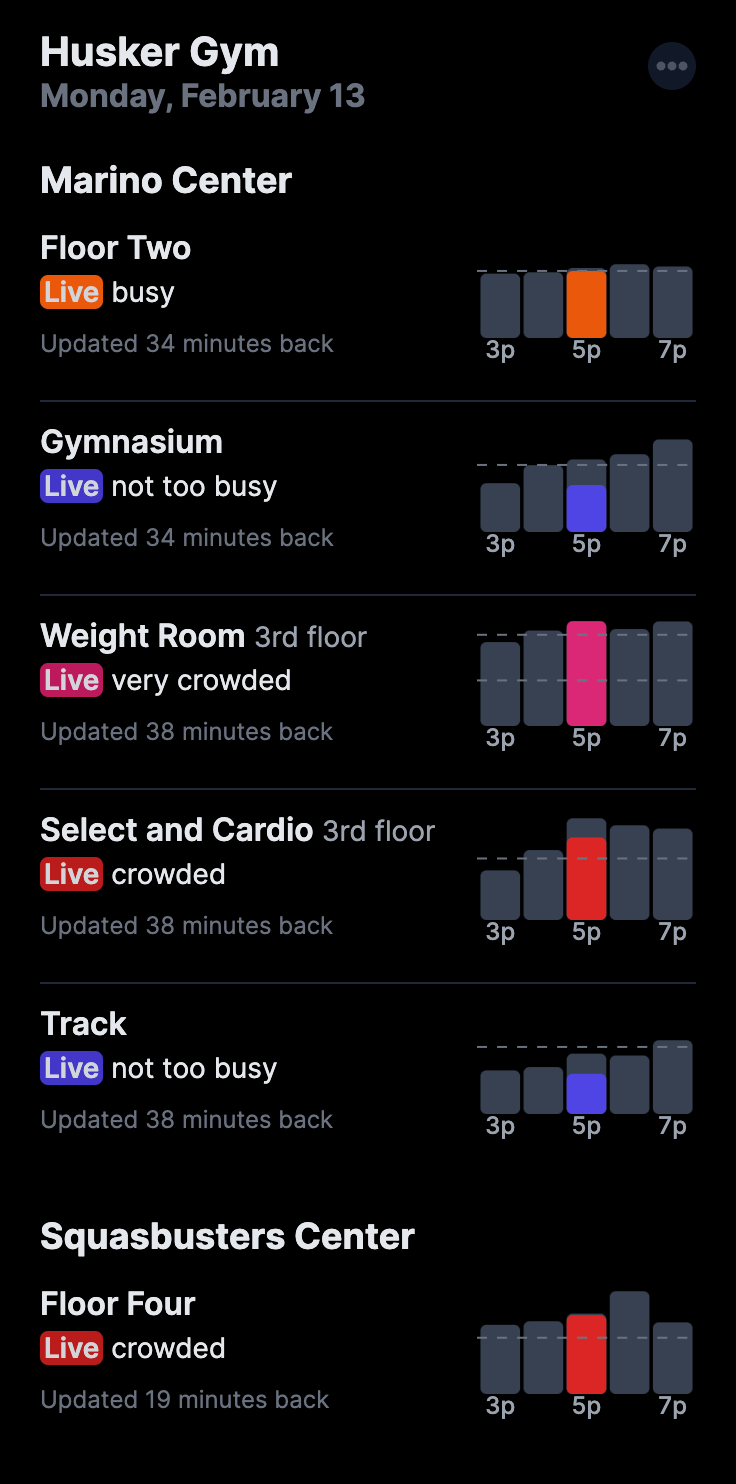 Husker Gym
Monday, February 13
Marino Center
Floor Two
Live busy
Updated 34 minutes back
3p 5p 7p
Gymnasium
Live not too busy
Updated 34 minutes back
3p 5p 7p
Weight Room 3rd floor
Live very crowded
Updated 38 minutes back
3p 5p 7p
Select and Cardio 3rd floor
Live crowded
Updated 38 minutes back
3p 5p 7p
Track
Live not too busy
Updated 38 minutes back
3p 5p 7p
Squasbusters Center
Floor Four
Live crowded
Updated 19 minutes back
3p 5p 7p